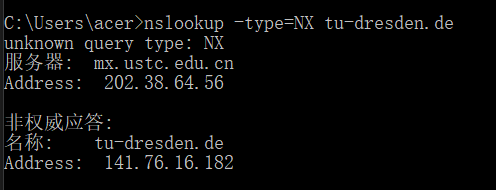 C:\Users\acer>nslookup -type=NX tu-dresden.de
unknown query type: NX
服务器:  mx.ustc.edu.cn
Address:  202.38.64.56

非权威应答:
名称:    tu-dresden.de
Address:  141.76.16.182